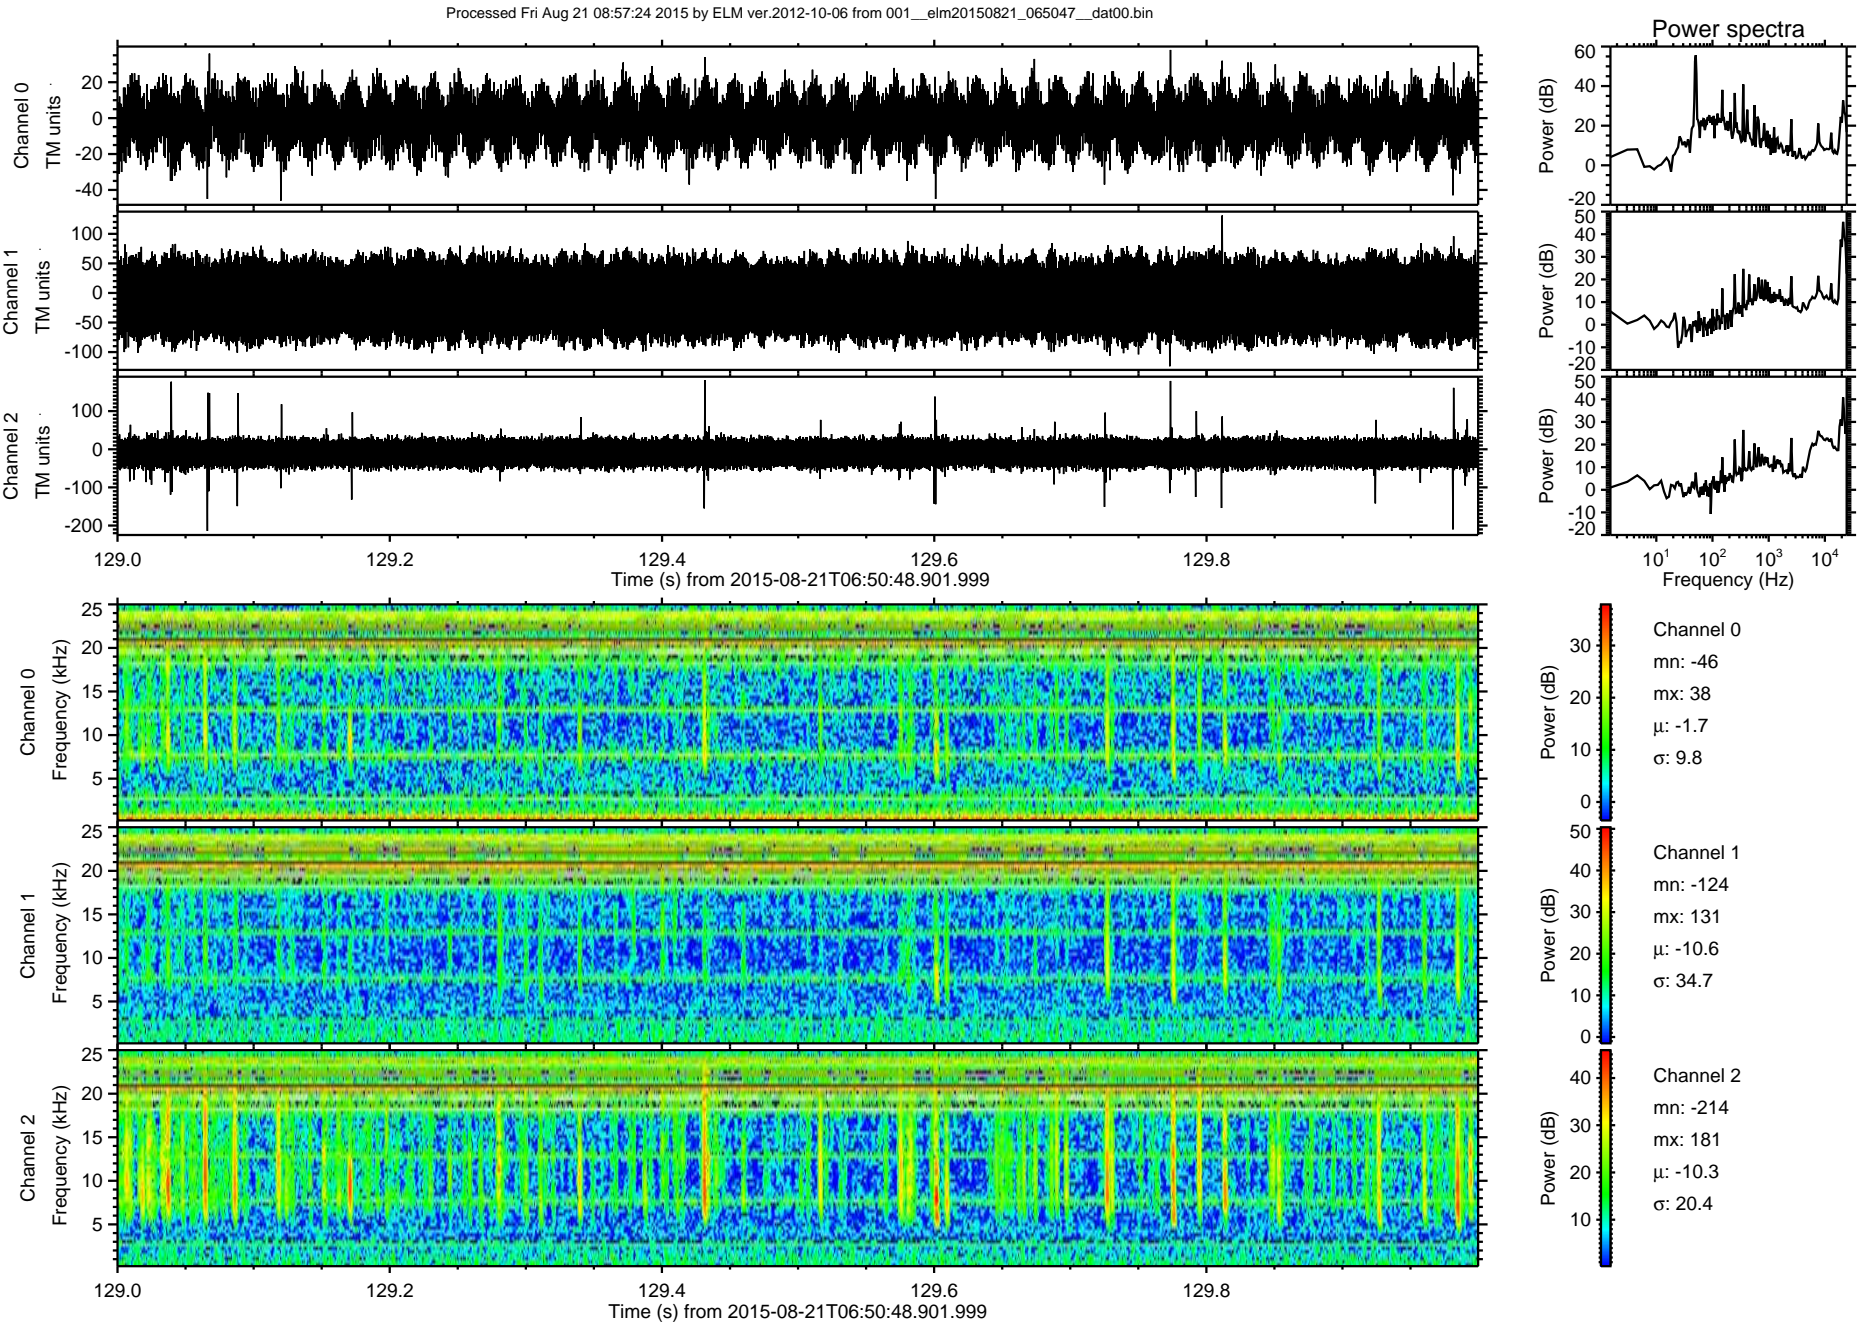 Processed Fri Aug 21 08:57:24 2015 by ELM ver.2012-10-06 from 001__elm20150821_065047__dat00.bin
Power spectra
Channel 0
TM units
20
0
-20
-40
Power (dB)
60
40
20
0
-20
Channel 1
TM units
100
50
0
-50
-100
Power (dB)
50
40
30
20
10
0
-10
-20
Channel 2
TM units
100
0
-100
-200
Power (dB)
50
40
30
20
10
0
-10
-20
129.0 129.2 129.4 129.6 129.8
Time (s) from 2015-08-21T06:50:48.901.999
10¹ 10² 10³ 10⁴
Frequency (Hz)
Channel 0
Frequency (kHz)
25
20
15
10
5
Power (dB)
30
20
10
0
Channel 0
mn: -46
mx: 38
μ: -1.7
σ: 9.8
Channel 1
Frequency (kHz)
25
20
15
10
5
Power (dB)
50
40
30
20
10
0
Channel 1
mn: -124
mx: 131
μ: -10.6
σ: 34.7
Channel 2
Frequency (kHz)
25
20
15
10
5
Power (dB)
40
30
20
10
Channel 2
mn: -214
mx: 181
μ: -10.3
σ: 20.4
129.0 129.2 129.4 129.6 129.8
Time (s) from 2015-08-21T06:50:48.901.999